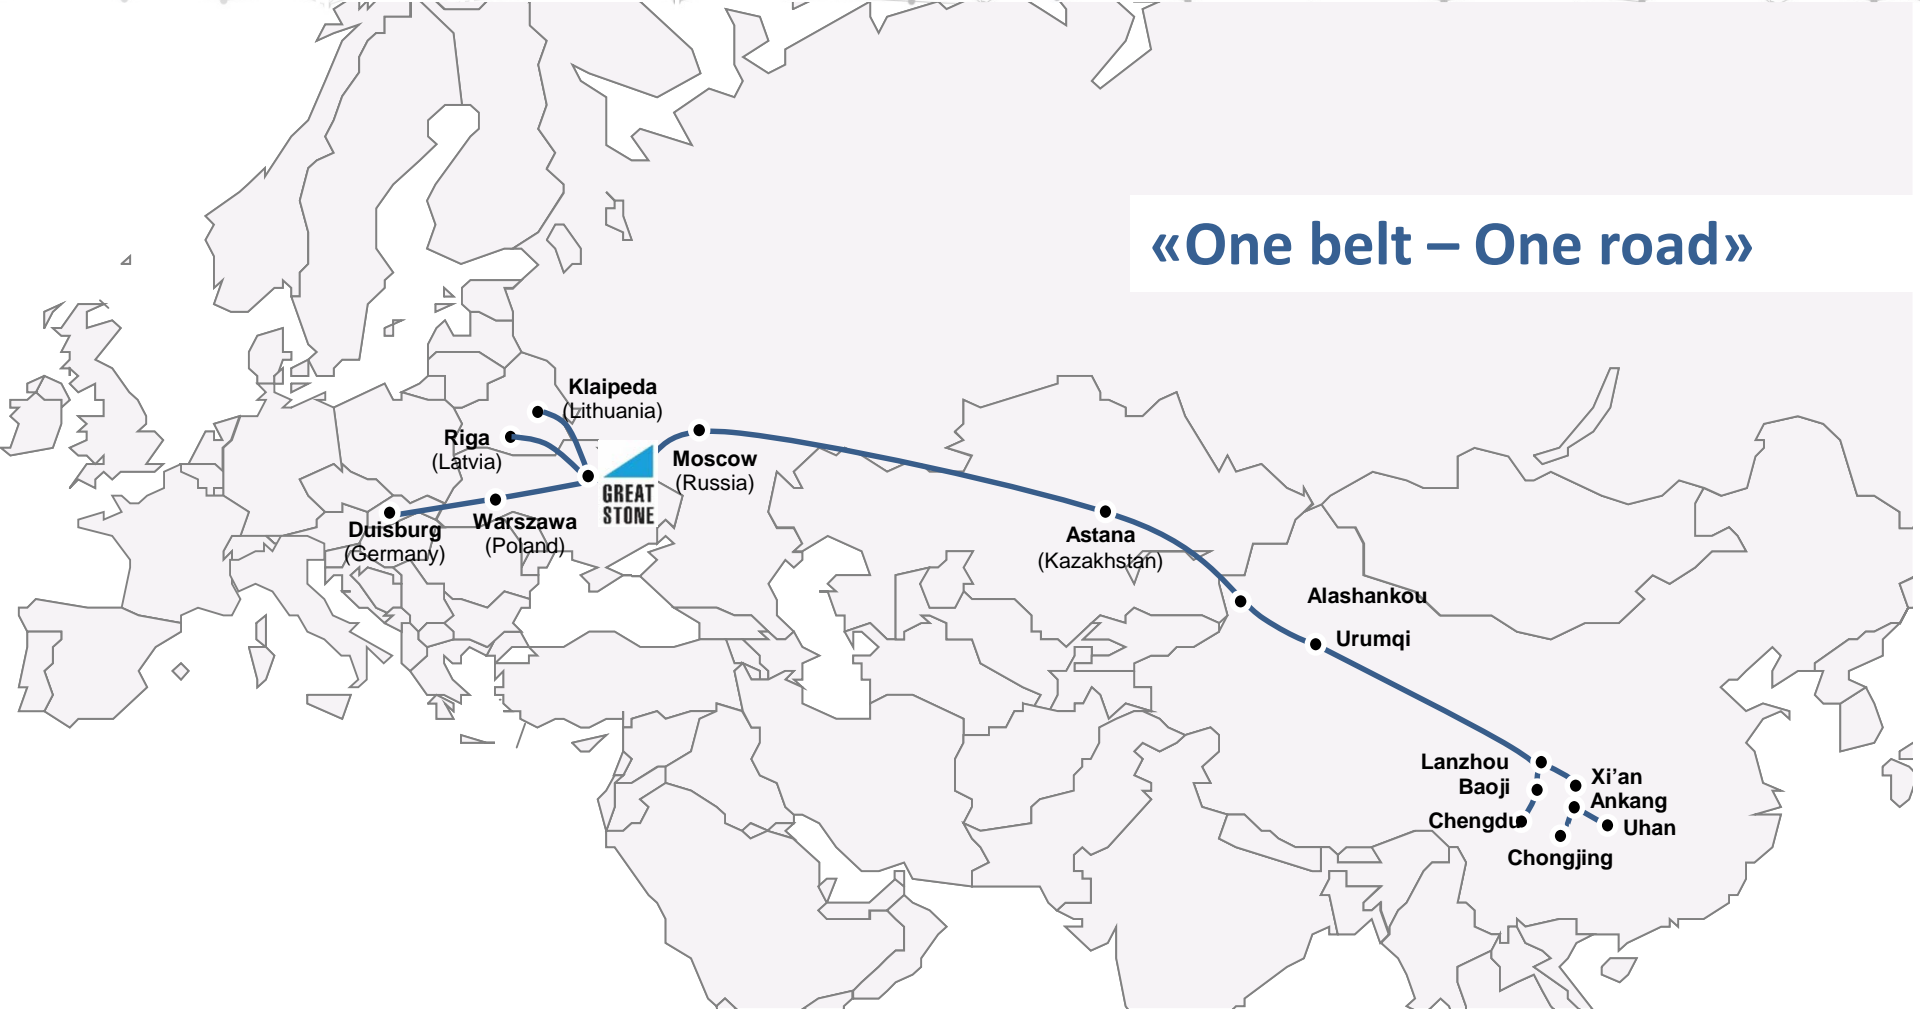 «One belt – One road»
Klaipeda
(Lithuania)
Riga
(Latvia)
Moscow
(Russia)
GREAT
STONE
Warszawa
(Poland)
Duisburg
(Germany)
Astana
(Kazakhstan)
Alashankou
Urumqi
Lanzhou
Baoji
Xi’an
Ankang
Chengdu
Uhan
Chongjing